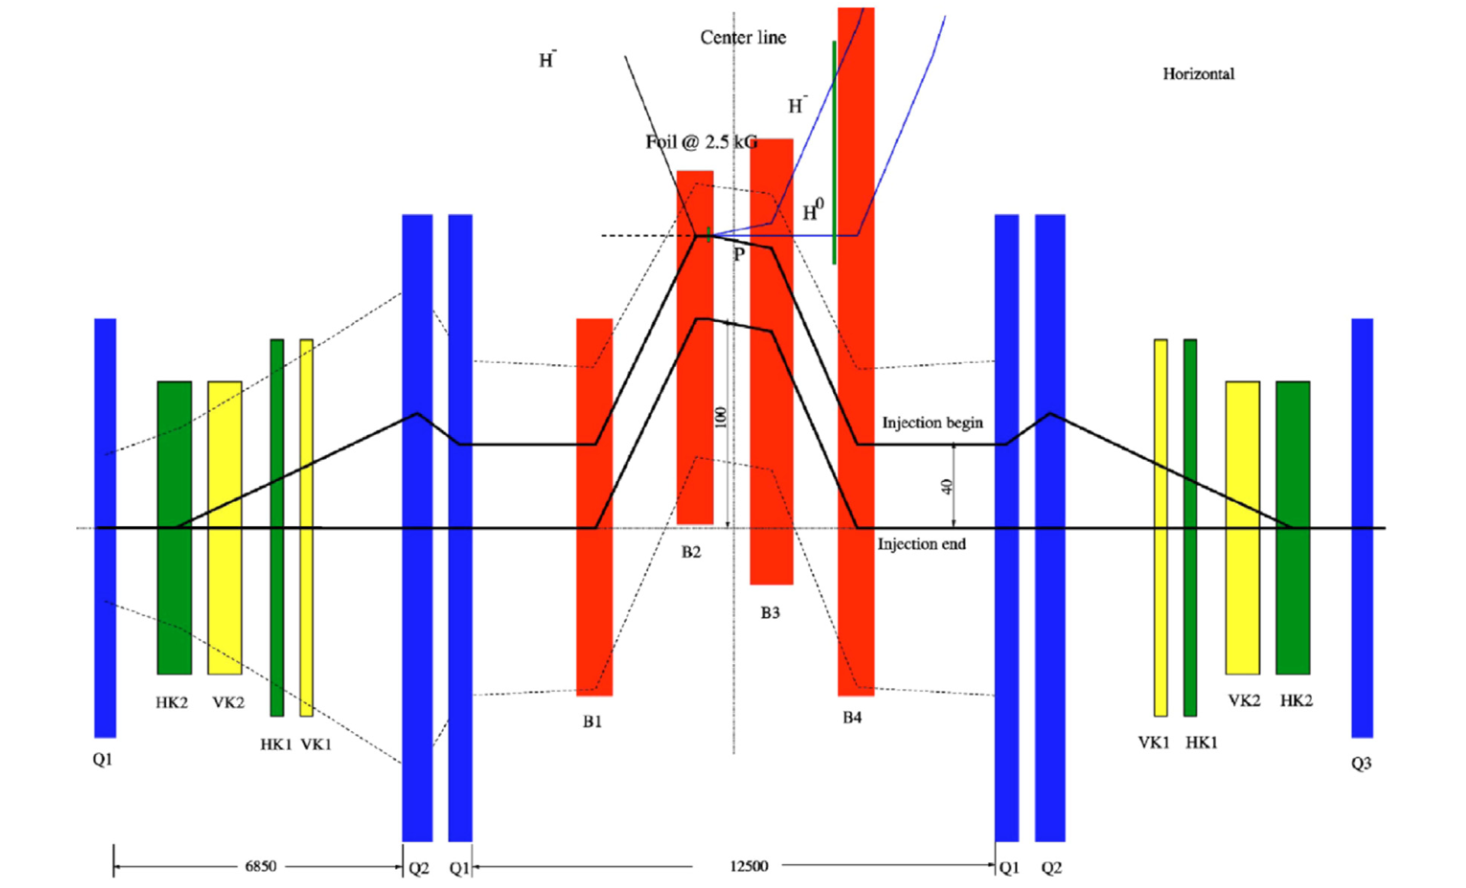 Center line
H-
Horizontal
H-
Foil @ 2.5 kG
H0
P
100
Injection begin
40
Injection end
B2
B3
HK2 VK2
B1
B4
VK2 HK2
HK1 VK1
VK1 HK1
Q1
Q3
6850
Q2 Q1
12500
Q1 Q2